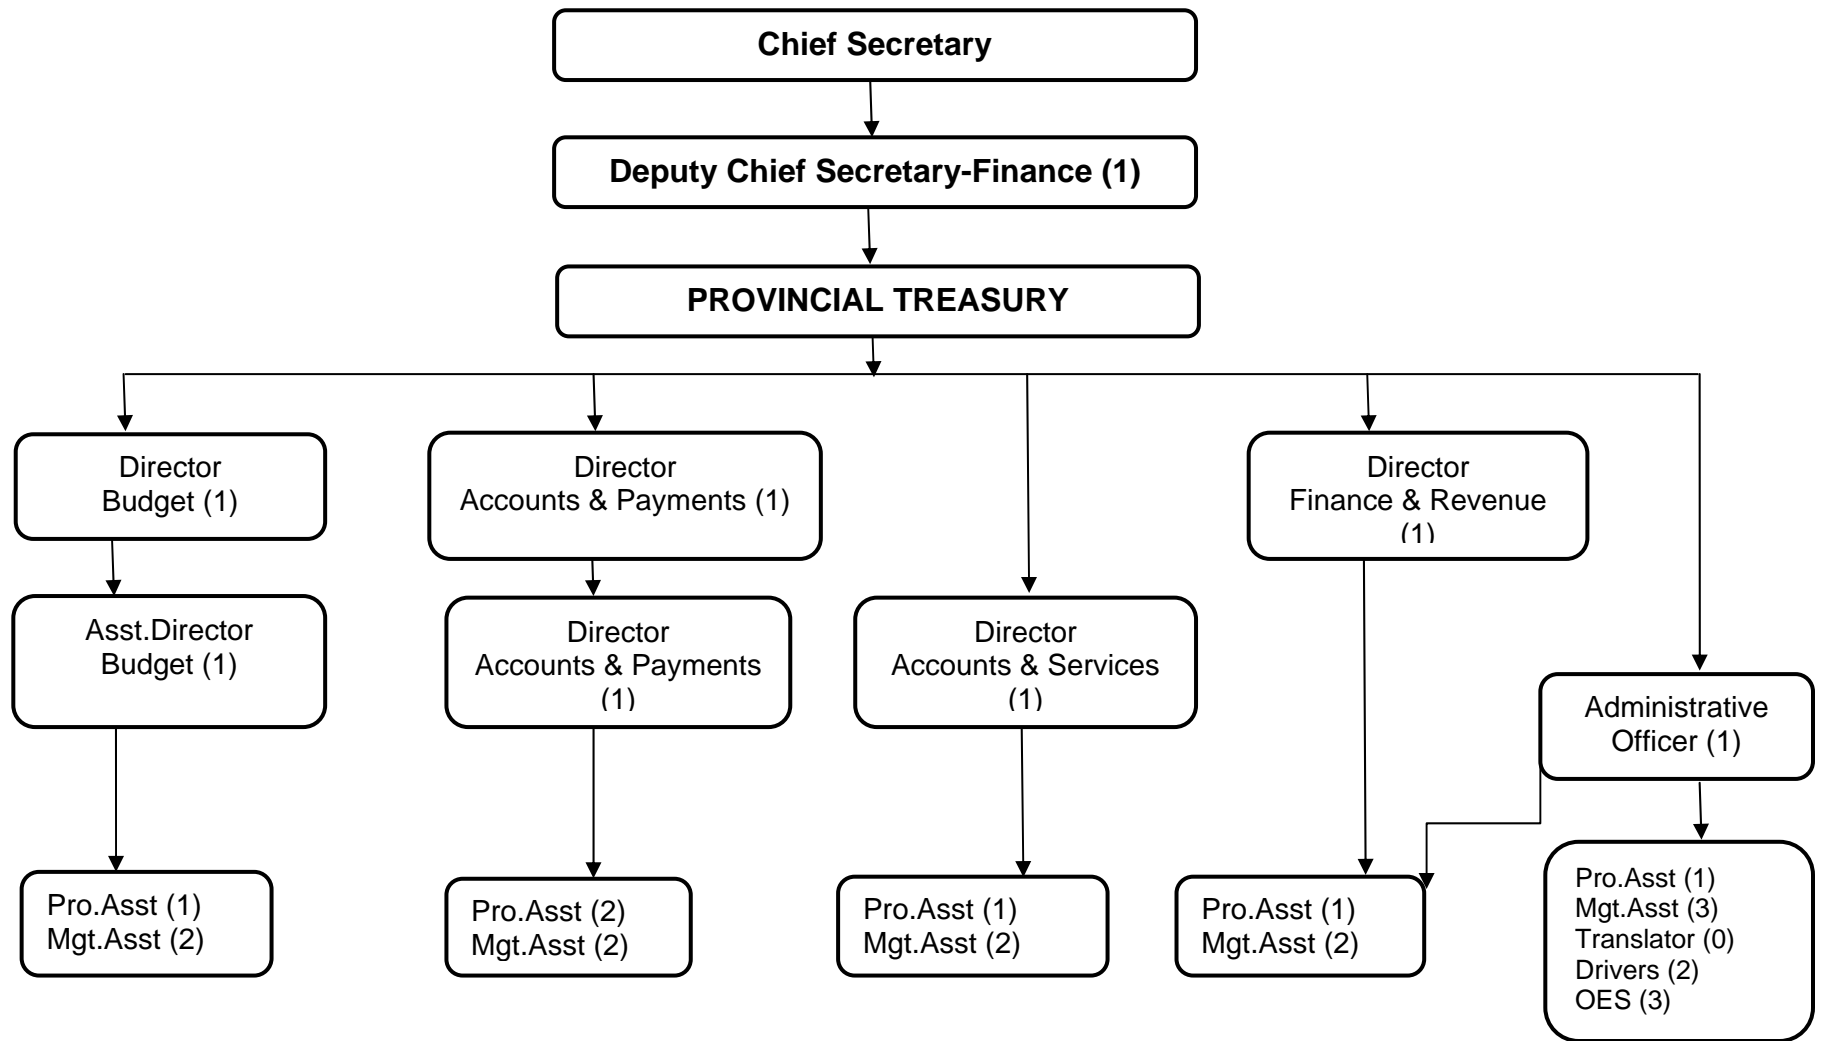 Chief Secretary
Deputy Chief Secretary-Finance (1)
PROVINCIAL TREASURY
Director
Budget (1)
Director
Accounts & Payments (1)
Director
Finance & Revenue
(1)
Asst.Director
Budget (1)
Director
Accounts & Payments
(1)
Director
Accounts & Services
(1)
Administrative
Officer (1)
Pro.Asst (1)
Mgt.Asst (2)
Pro.Asst (2)
Mgt.Asst (2)
Pro.Asst (1)
Mgt.Asst (2)
Pro.Asst (1)
Mgt.Asst (2)
Pro.Asst (1)
Mgt.Asst (3)
Translator (0)
Drivers (2)
OES (3)